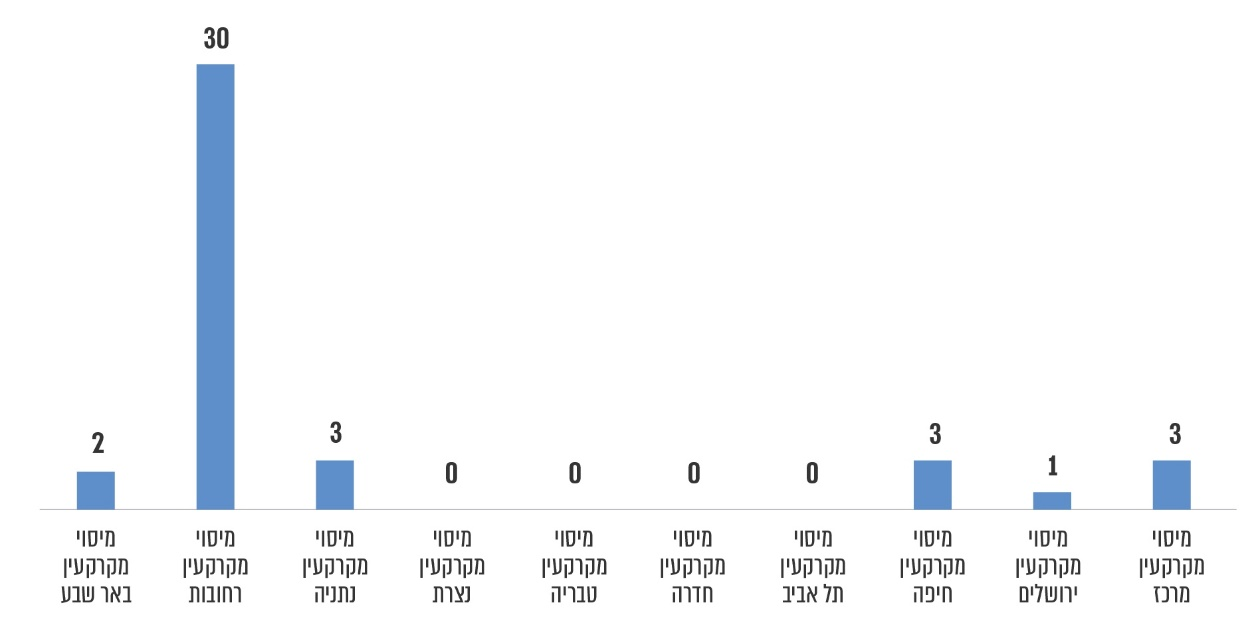 30
2
3
0
0
0
0
3
1
3
מיסוי
מקרקעין
באר שבע
מיסוי
מקרקעין
רחובות
מיסוי
מקרקעין
נתניה
מיסוי
מקרקעין
נצרת
מיסוי
מקרקעין
טבריה
מיסוי
מקרקעין
חדרה
מיסוי
מקרקעין
תל אביב
מיסוי
מקרקעין
חיפה
מיסוי
מקרקעין
ירושלים
מיסוי
מקרקעין
מרכז